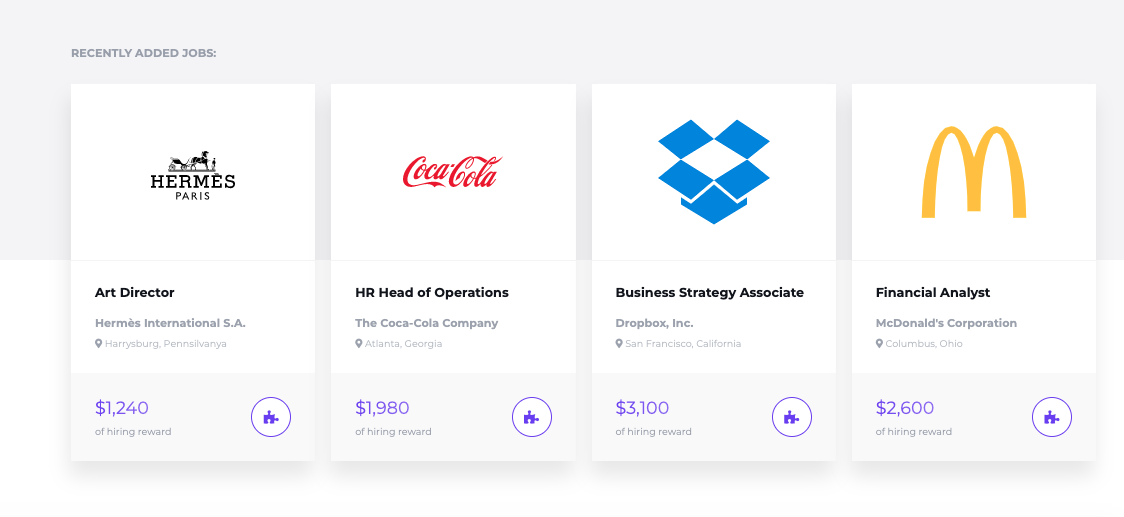 RECENTLY ADDED JOBS:
HERMÈS
PARIS
Coca-Cola
Art Director
Hermès International S.A.
Harrysburg, Pennsilvanya
$1,240
of hiring reward
HR Head of Operations
The Coca-Cola Company
Atlanta, Georgia
$1,980
of hiring reward
Business Strategy Associate
Dropbox, Inc.
San Francisco, California
$3,100
of hiring reward
Financial Analyst
McDonald's Corporation
Columbus, Ohio
$2,600
of hiring reward